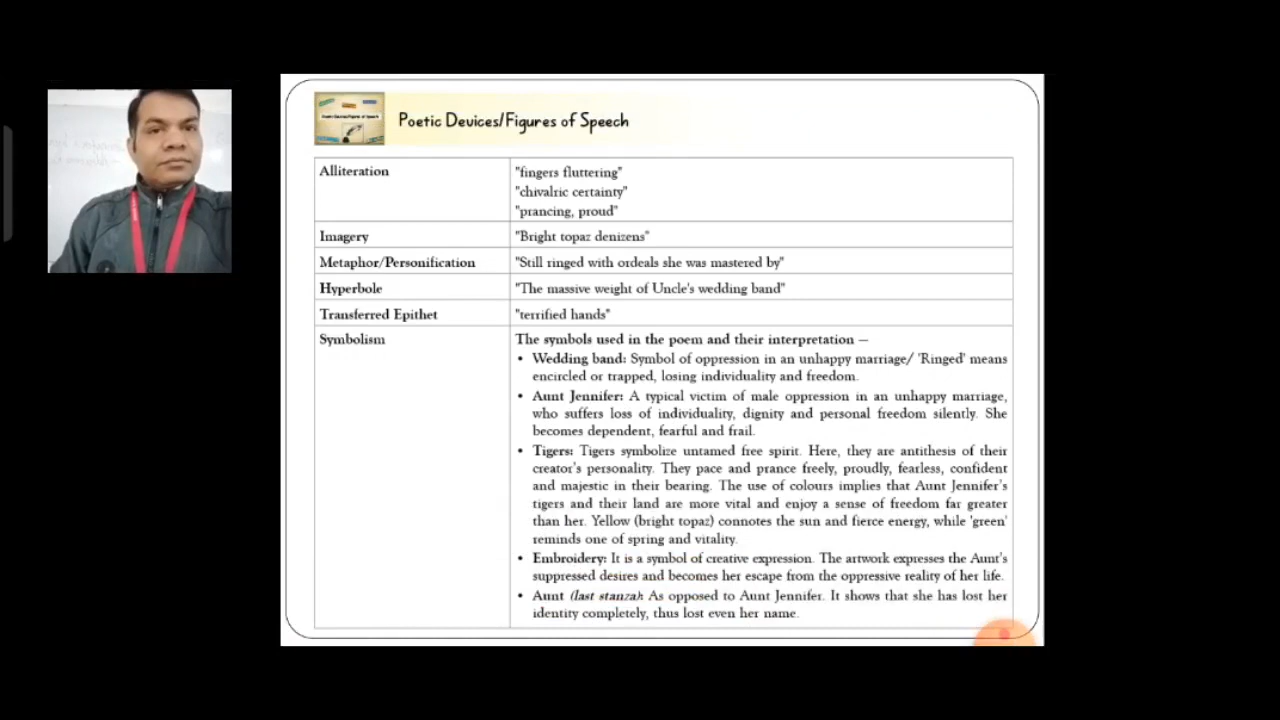 Poetic Devices/Figures of Speech
Poetic Devices/Figures of Speech
Alliteration
"fingers fluttering"
"chivalric certainty"
"prancing, proud"
Imagery
"Bright topaz denizens"
Metaphor/Personification
"Still ringed with ordeals she was mastered by"
Hyperbole
"The massive weight of Uncle's wedding band"
Transferred Epithet
"terrified hands"
Symbolism
The symbols used in the poem and their interpretation –
• Wedding band: Symbol of oppression in an unhappy marriage/ 'Ringed' means
encircled or trapped, losing individuality and freedom.
• Aunt Jennifer: A typical victim of male oppression in an unhappy marriage,
who suffers loss of individuality, dignity and personal freedom silently. She
becomes dependent, fearful and frail.
• Tigers: Tigers symbolize untamed free spirit. Here, they are antithesis of their
creator's personality. They pace and prance freely, proudly, fearless, confident
and majestic in their bearing. The use of colours implies that Aunt Jennifer's
tigers and their land are more vital and enjoy a sense of freedom far greater
than her. Yellow (bright topaz) connotes the sun and fierce energy, while 'green'
reminds one of spring and vitality.
• Embroidery: It is a symbol of creative expression. The artwork expresses the Aunt's
suppressed desires and becomes her escape from the oppressive reality of her life.
• Aunt (last stanza): As opposed to Aunt Jennifer. It shows that she has lost her
identity completely, thus lost even her name.